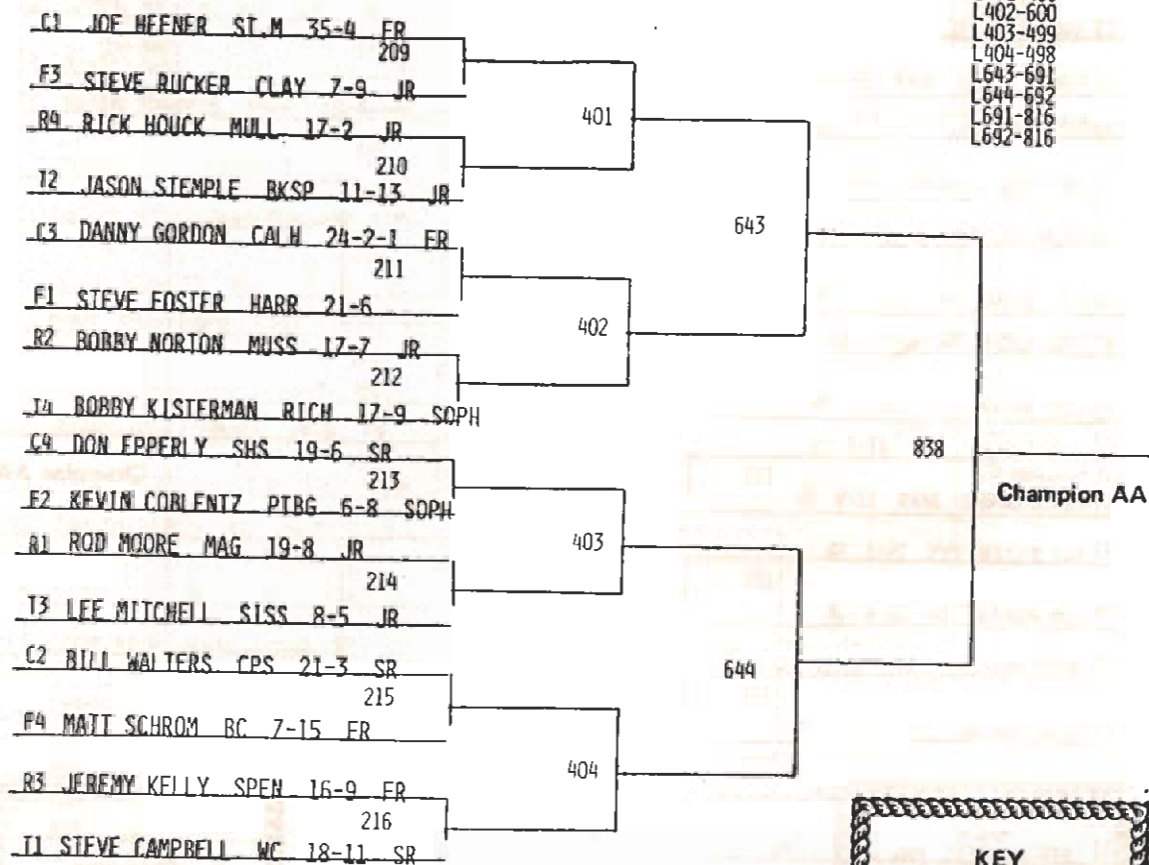 C1 JOE HEFNER ST.M 35-4 FR
209
F3 STEVE RUCKER CLAY 7-9 JR
R4 RICK HOUCK MULL 17-2 JR
210
T2 JASON STEMPLE BKSP 11-13 JR
C3 DANNY GORDON CALH 24-2-1 FR
211
F1 STEVE FOSTER HARR 21-6
R2 BOBBY NORTON MUSS 17-7 JR
212
T4 BOBBY KISTERMAN RICH 17-9 SOPH
C4 DON EPPERLY SHS 19-6 SR
213
F2 KEVIN COBLENTZ PTBG 6-8 SOPH
R1 ROD MOORE MAG 19-8 JR
214
T3 LEE MITCHELL SISS 8-5 JR
C2 BILL WALTERS CPS 21-3 SR
215
F4 MATT SCHROM BC 7-15 FR
R3 JEREMY KELLY SPEN 16-9 FR
216
T1 STEVE CAMPBELL WC 18-11 SR
401
402
403
404
643
644
838
Champion AA
L402-600
L403-499
L404-498
L643-691
L644-692
L691-816
L692-816
KEY